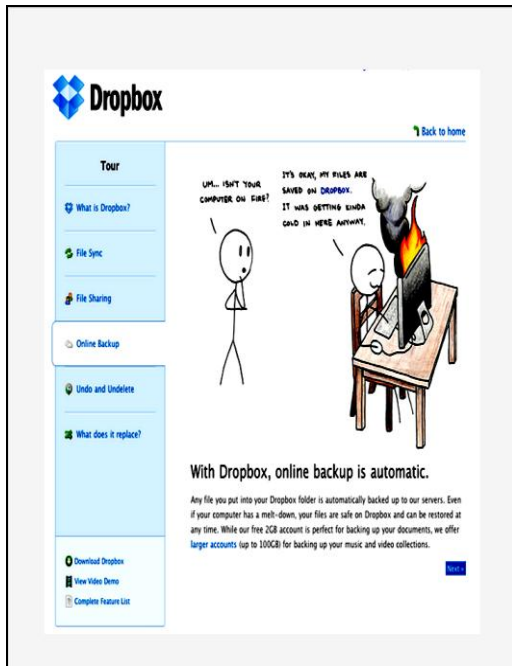 Dropbox
Back to home
Tour
What is Dropbox?
File Sync
File Sharing
Online Backup
Undo and Undelete
What does it replace?
Download Dropbox
View Video Demo
Complete Feature List
UM... ISN'T YOUR
COMPUTER ON FIRE?
IT'S OKAY, MY FILES ARE
SAVED ON DROPBOX.
IT WAS GETTING KINDA
COLD IN HERE ANYWAY.
With Dropbox, online backup is automatic.
Any file you put into your Dropbox folder is automatically backed up to our servers. Even
if your computer has a melt-down, your files are safe on Dropbox and can be restored at
any time. While our free 2GB account is perfect for backing up your documents, we offer
larger accounts (up to 100GB) for backing up your music and video collections.
Next »